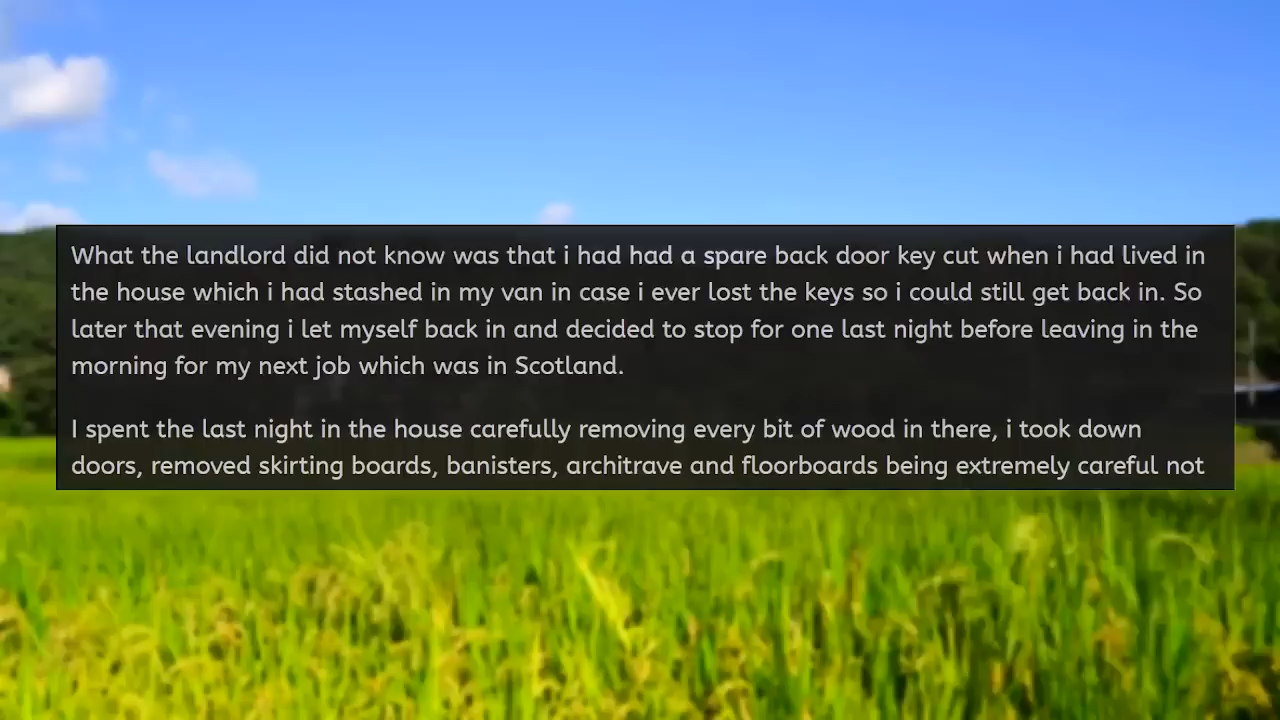 What the landlord did not know was that i had had a spare back door key cut when i had lived in
the house which i had stashed in my van in case i ever lost the keys so i could still get back in. So
later that evening i let myself back in and decided to stop for one last night before leaving in the
morning for my next job which was in Scotland.
I spent the last night in the house carefully removing every bit of wood in there, i took down
doors, removed skirting boards, banisters, architrave and floorboards being extremely careful not